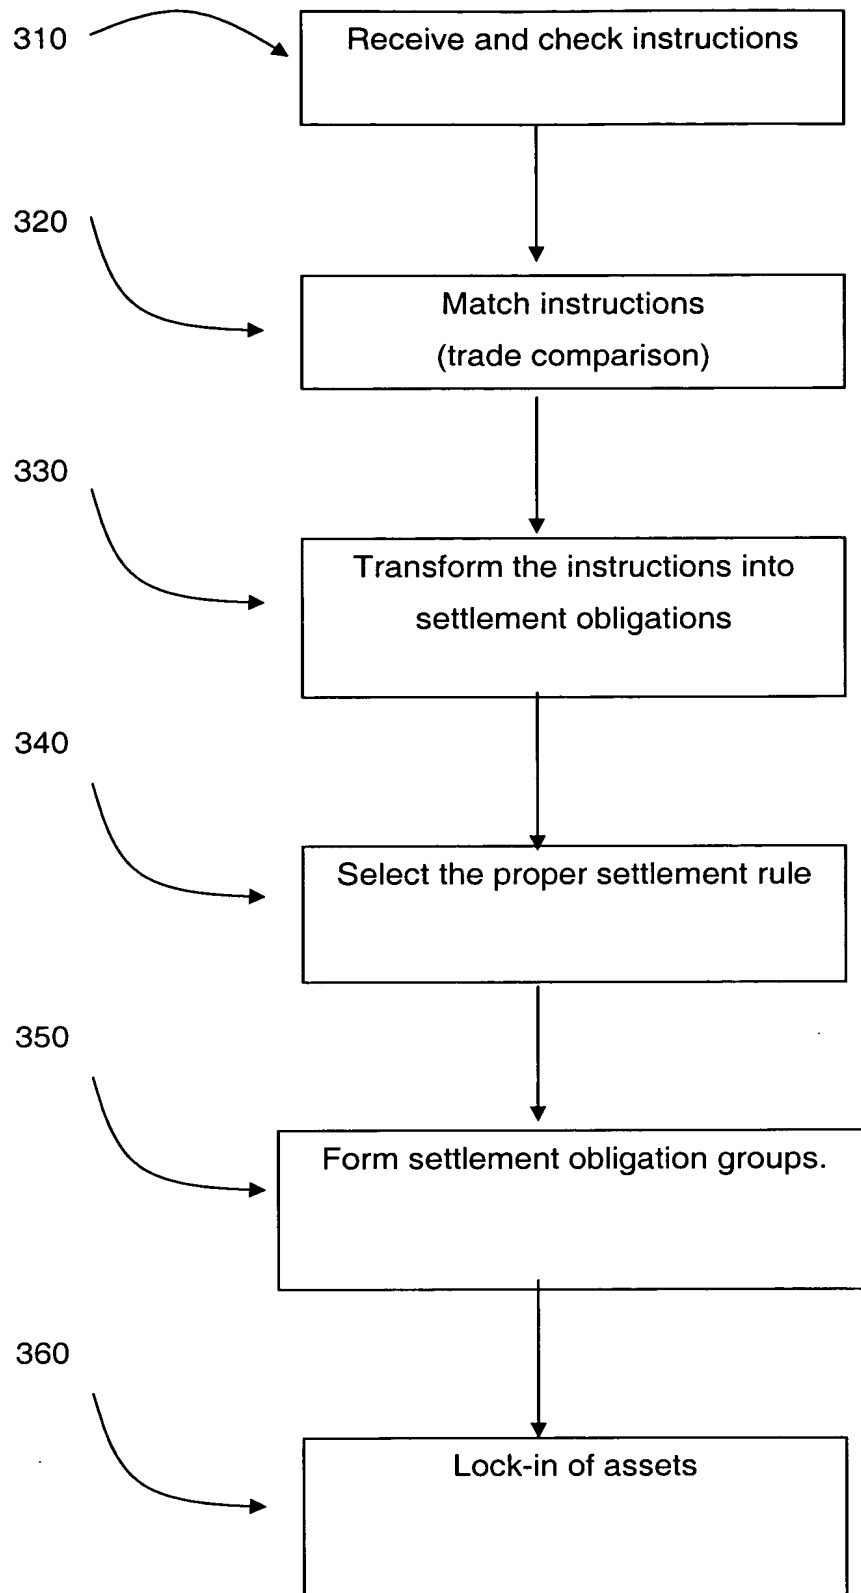 310
Receive and check instructions
320
Match instructions
(trade comparison)
330
Transform the instructions into
settlement obligations
340
Select the proper settlement rule
350
Form settlement obligation groups.
360
Lock-in of assets